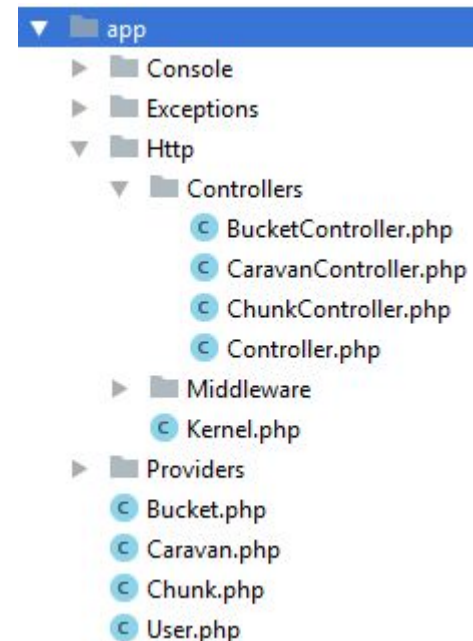 app
Console
Exceptions
Http
Controllers
C BucketController.php
C CaravanController.php
C ChunkController.php
C Controller.php
Middleware
C Kernel.php
Providers
C Bucket.php
C Caravan.php
C Chunk.php
C User.php